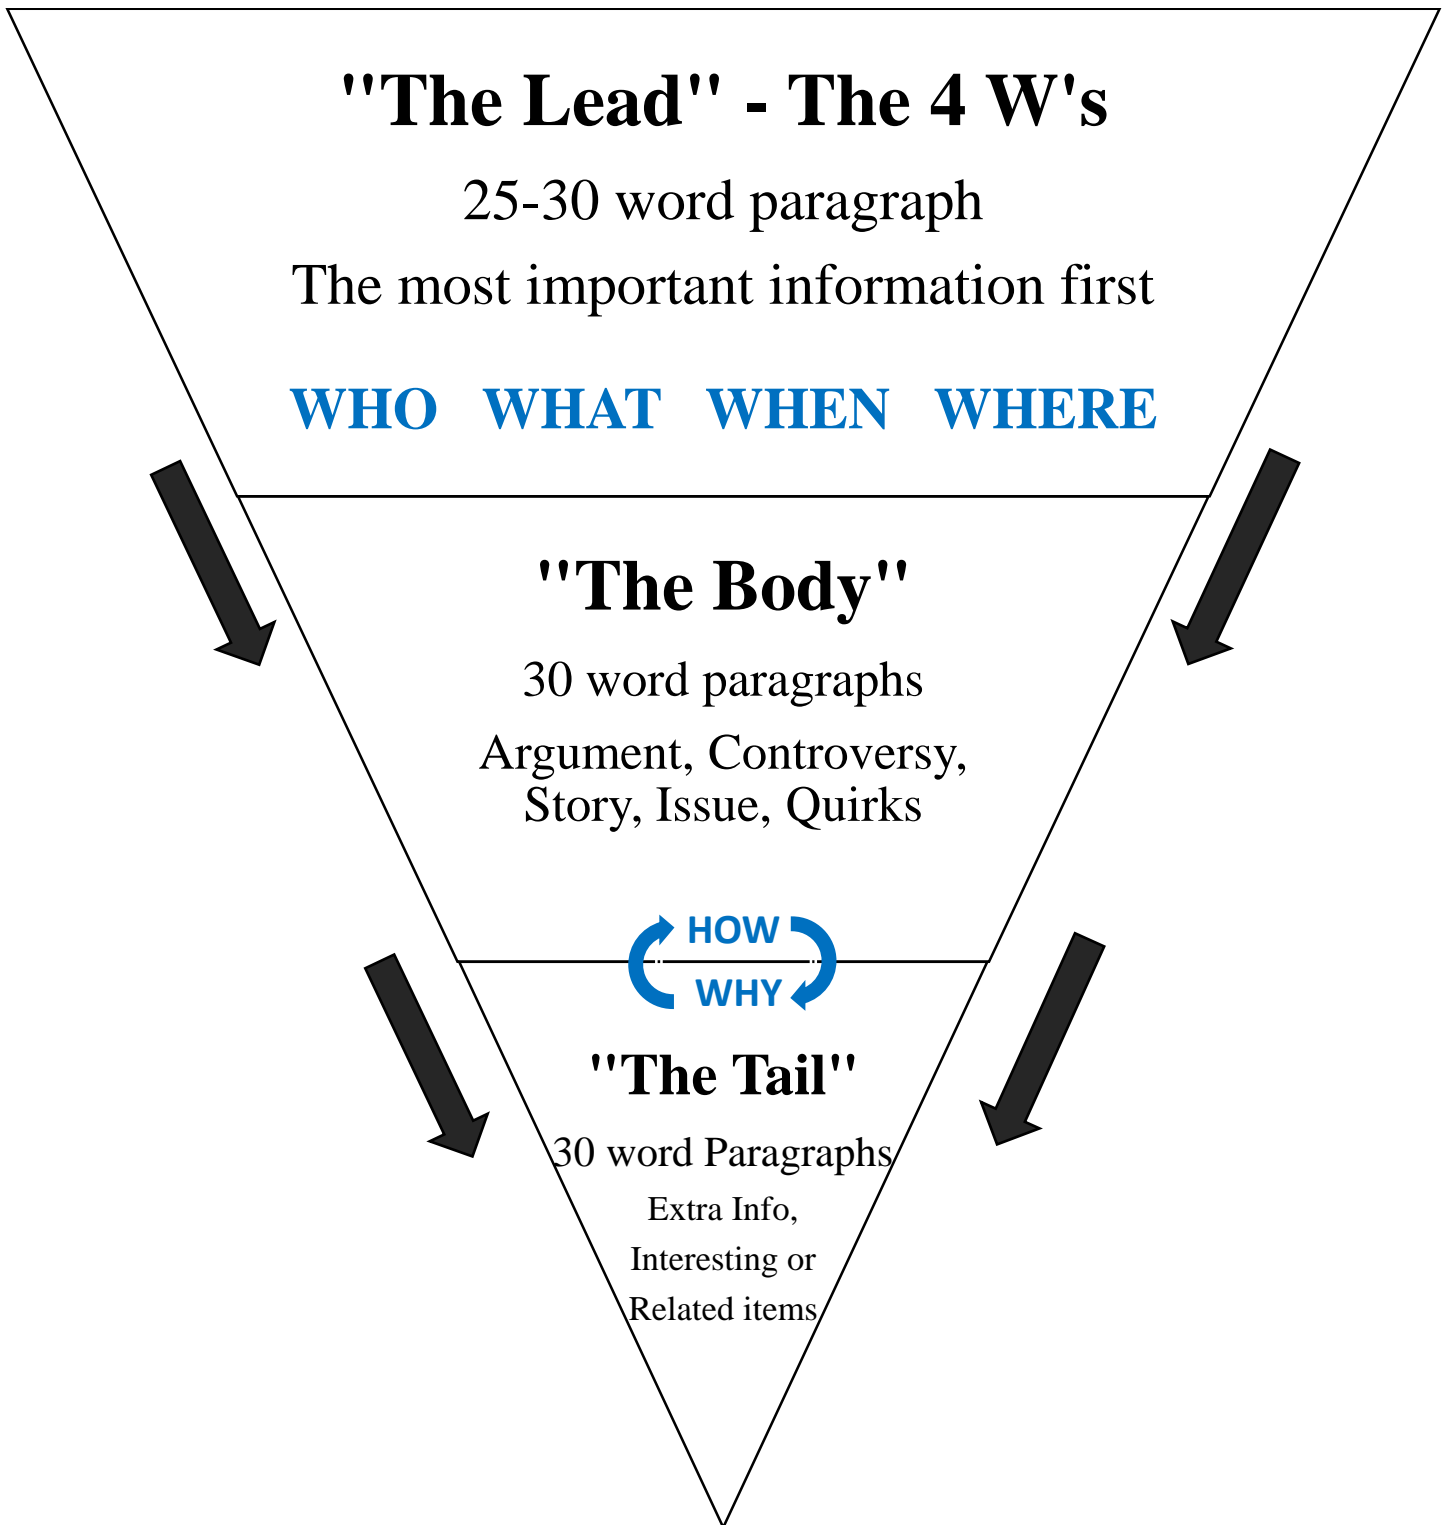 "The Lead" - The 4 W's
25-30 word paragraph
The most important information first
WHO WHAT WHEN WHERE
"The Body"
30 word paragraphs
Argument, Controversy,
Story, Issue, Quirks
HOW
WHY
"The Tail"
30 word Paragraphs
Extra Info,
Interesting or
Related items